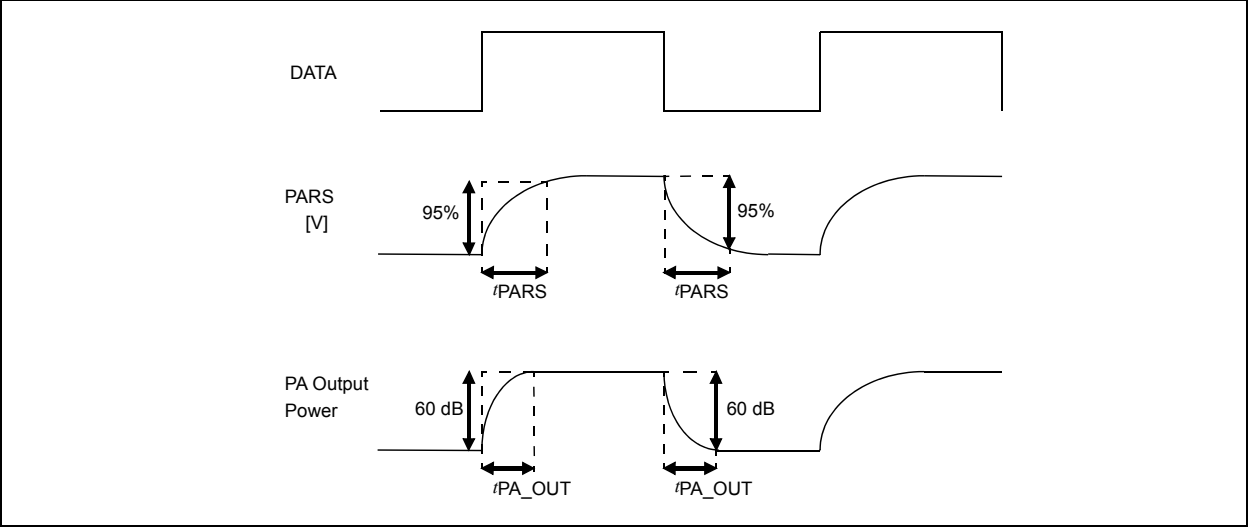 DATA
PARS
[V]
95%
95%
tPARS
tPARS
PA Output
Power
60 dB
60 dB
tPA_OUT
tPA_OUT